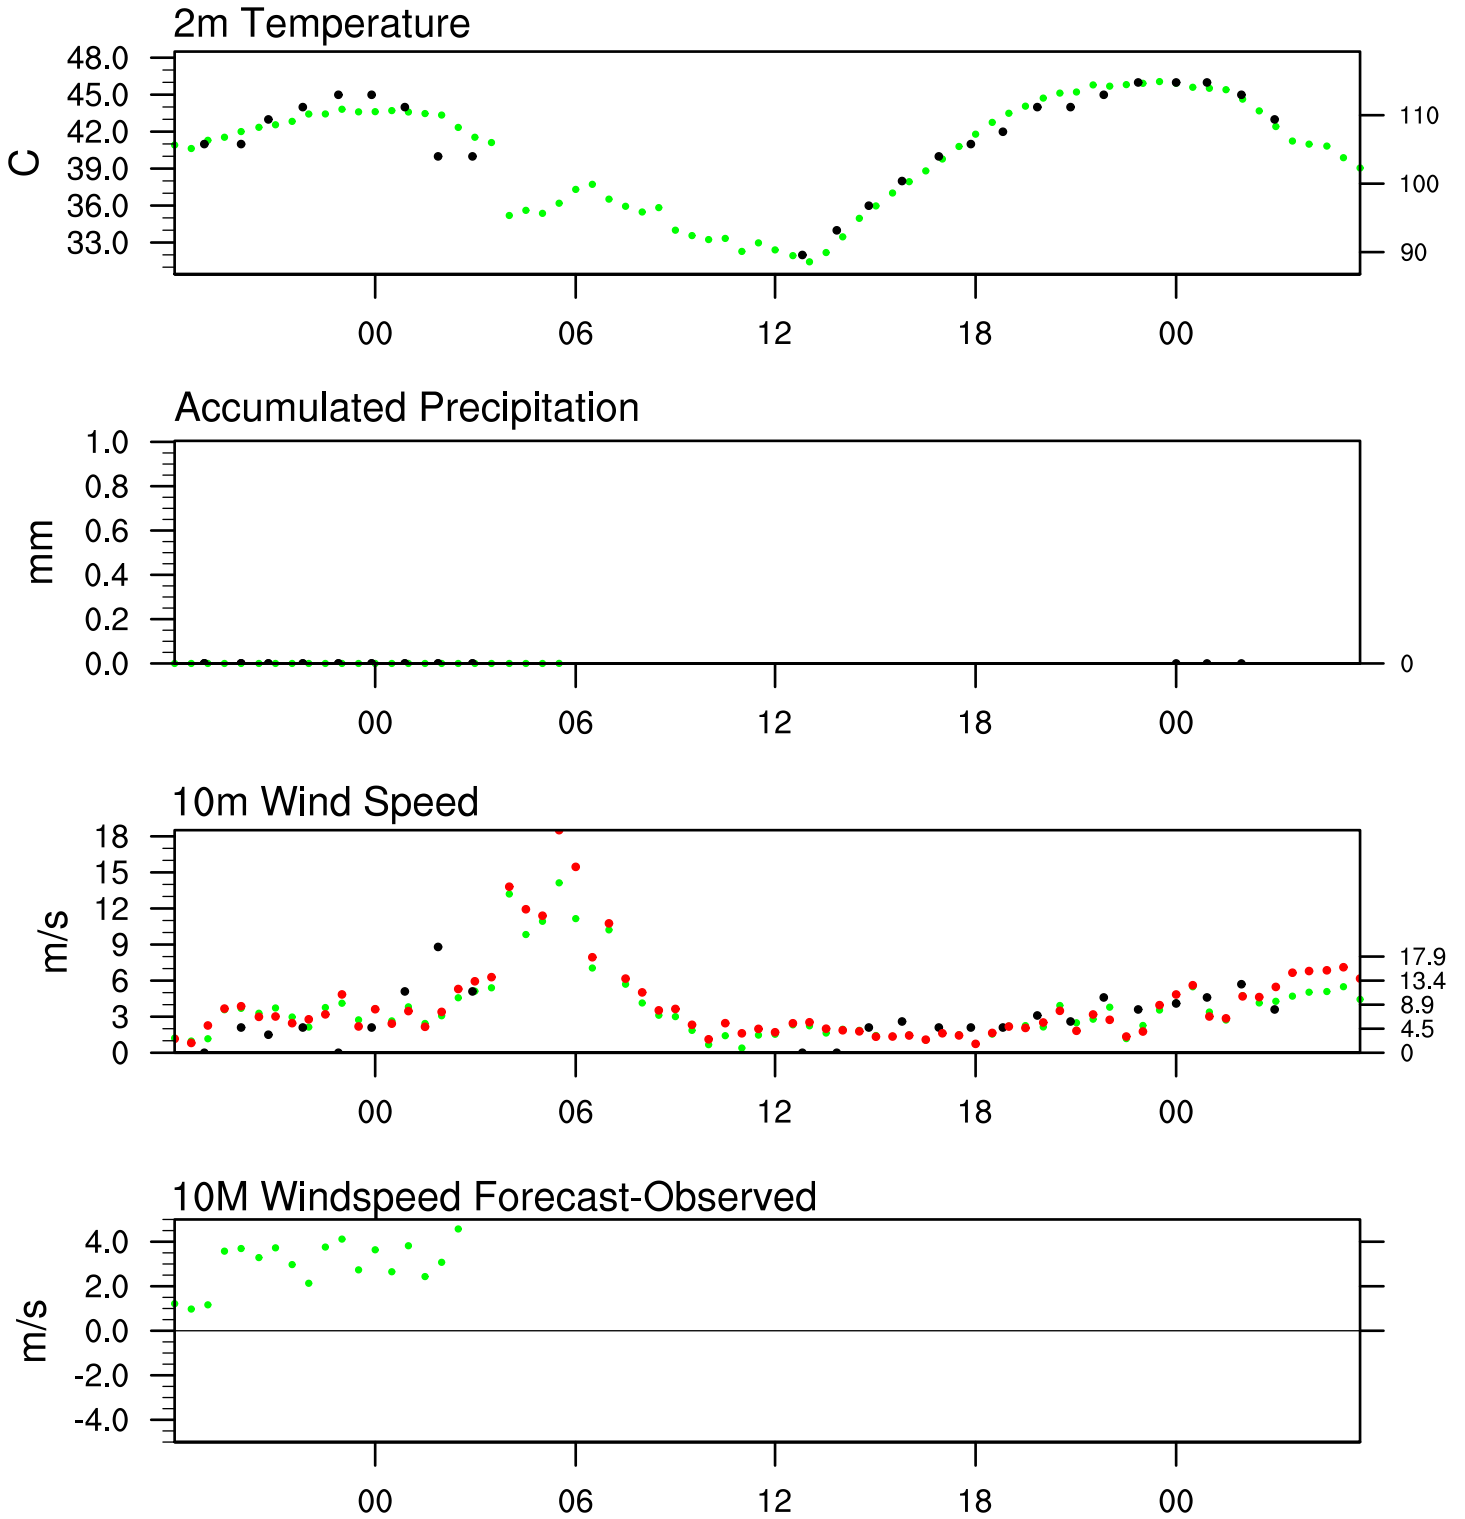 2m Temperature
48.0
45.0
42.0
39.0
36.0
33.0
C
110
100
90
00 06 12 18 00
Accumulated Precipitation
1.0
0.8
0.6
0.4
0.2
0.0
mm
0
00 06 12 18 00
10m Wind Speed
18
15
12
9
6
3
0
m/s
17.9
13.4
8.9
4.5
0
00 06 12 18 00
10M Windspeed Forecast-Observed
4.0
2.0
0.0
-2.0
-4.0
m/s
00 06 12 18 00